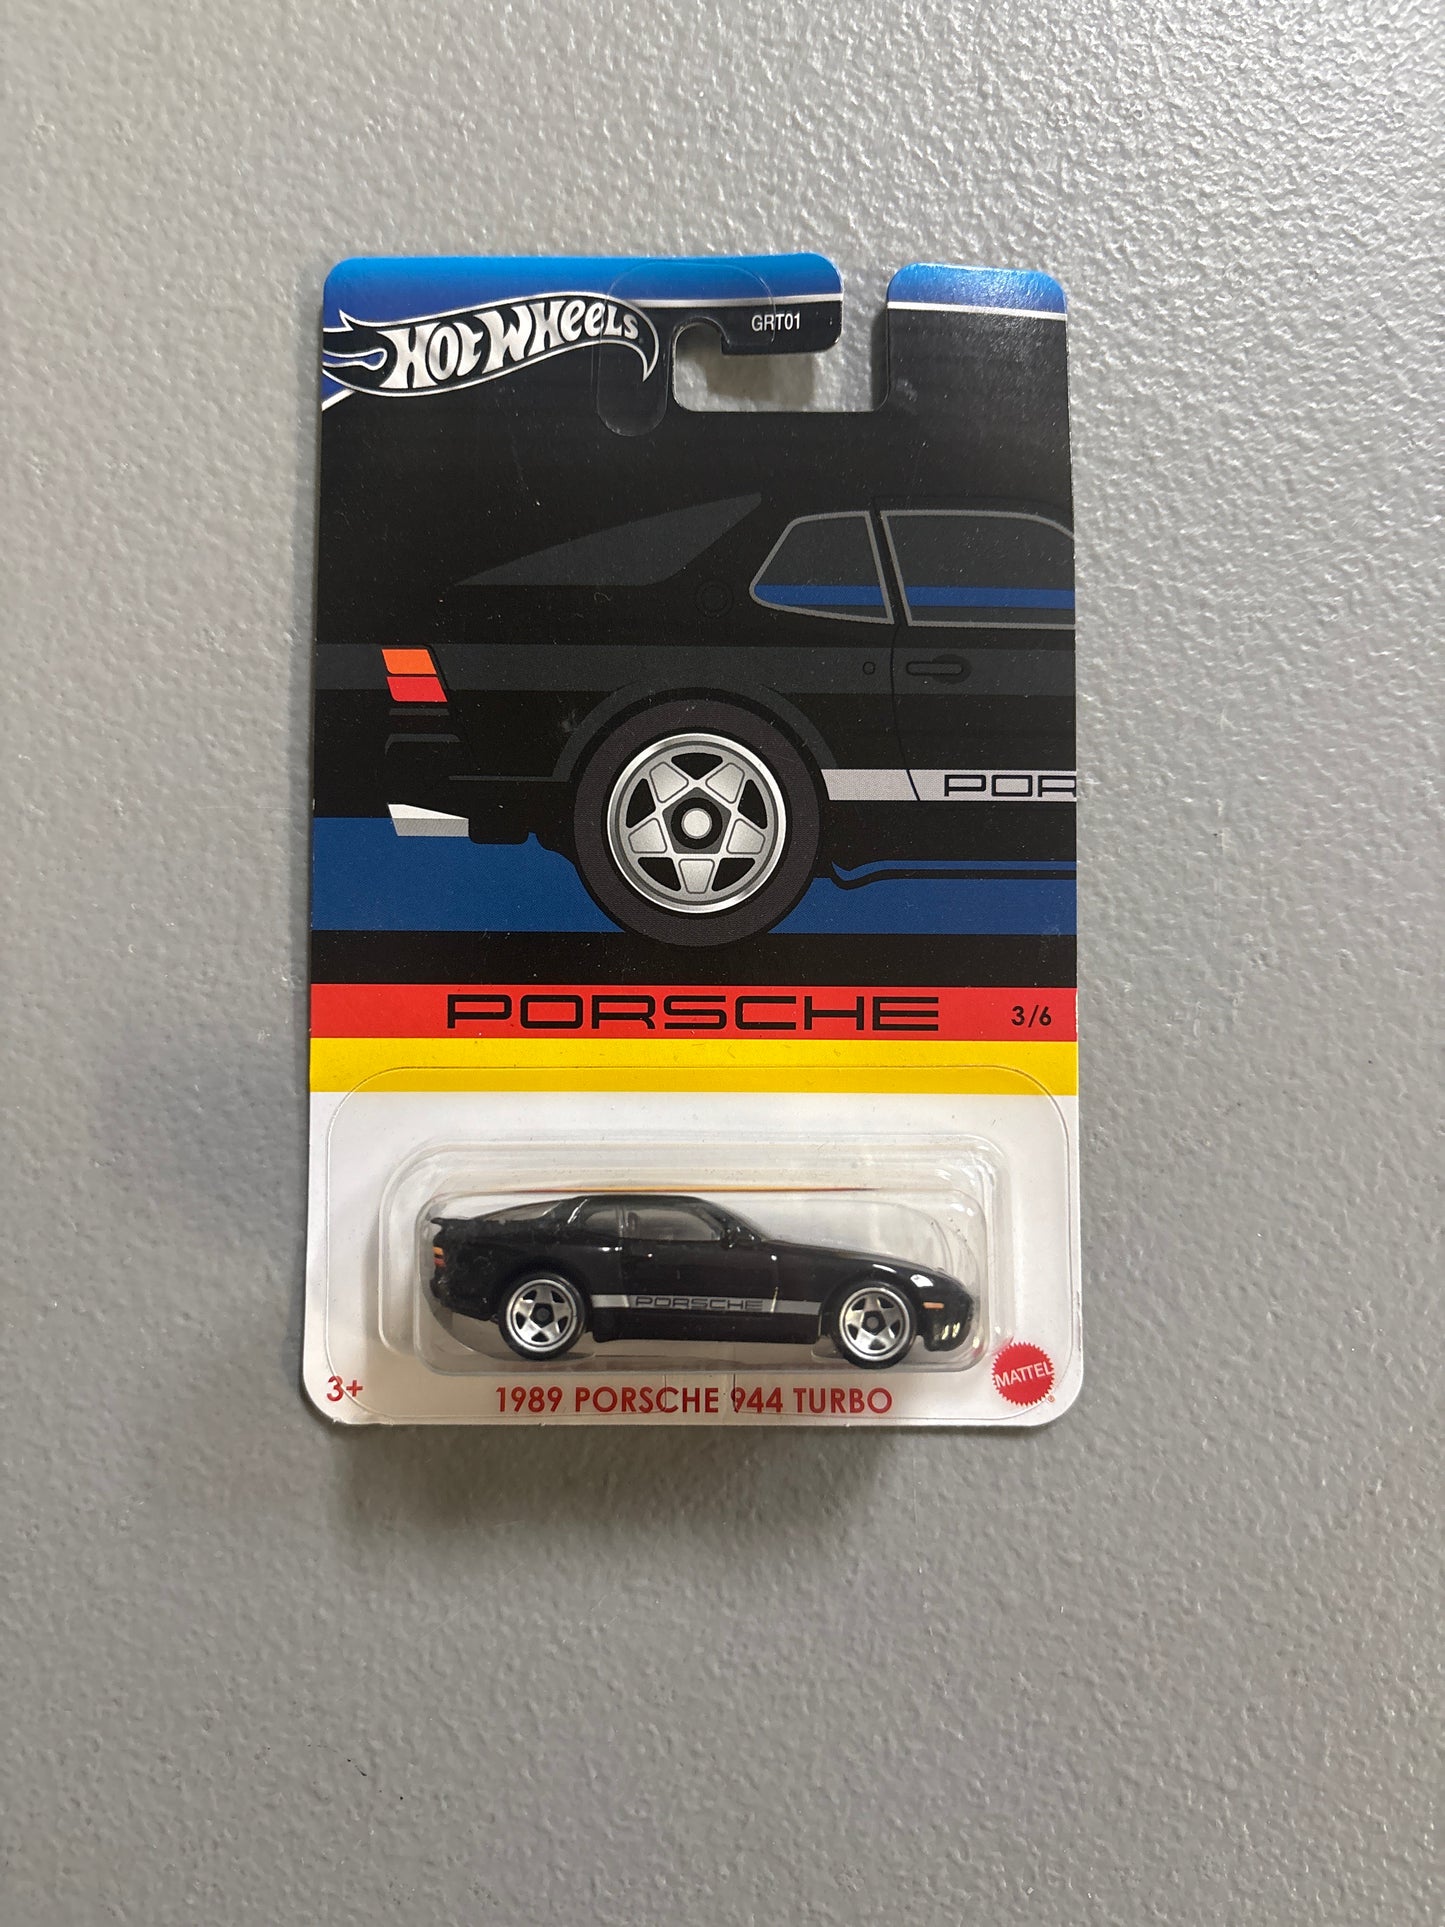 HOT WHEELS
GRT01
POR
PORSCHE 3/6
PORSCHE
3+
1989 PORSCHE 944 TURBO
MATTEL